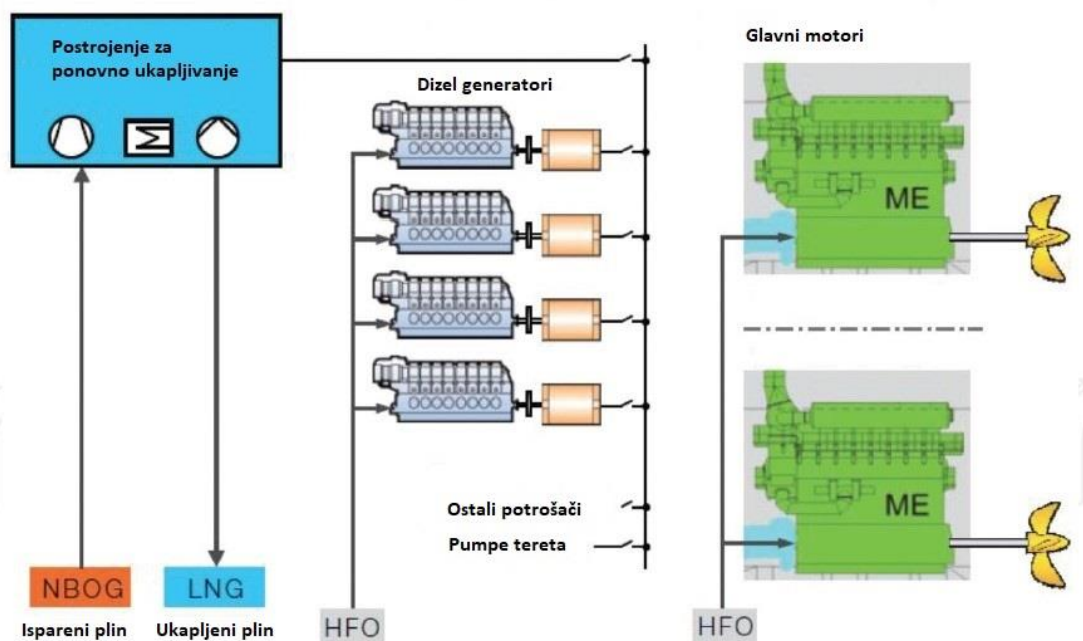 Postrojenje za
ponovno ukapljivanje
Dizel generatori
Glavni motori
ME
ME
Ostali potrošači
Pumpe tereta
NBOG
LNG
HFO
HFO
Ispareni plin
Ukapljeni plin